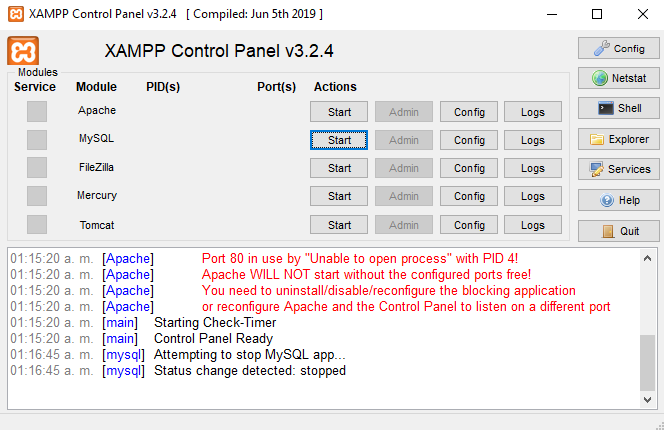 XAMPP Control Panel v3.2.4 [ Compiled: Jun 5th 2019 ]
XAMPP Control Panel v3.2.4
Config
Modules
Service Module PID(s) Port(s) Actions
Netstat
Apache Start Admin Config Logs
Shell
MySQL Start Admin Config Logs
Explorer
FileZilla Start Admin Config Logs
Services
Mercury Start Admin Config Logs
Help
Tomcat Start Admin Config Logs
Quit
01:15:20 a. m. [Apache] Port 80 in use by "Unable to open process" with PID 4!
01:15:20 a. m. [Apache] Apache WILL NOT start without the configured ports free!
01:15:20 a. m. [Apache] You need to uninstall/disable/reconfigure the blocking application
01:15:20 a. m. [Apache] or reconfigure Apache and the Control Panel to listen on a different port
01:15:20 a. m. [main] Starting Check-Timer
01:15:20 a. m. [main] Control Panel Ready
01:16:45 a. m. [mysql] Attempting to stop MySQL app...
01:16:45 a. m. [mysql] Status change detected: stopped